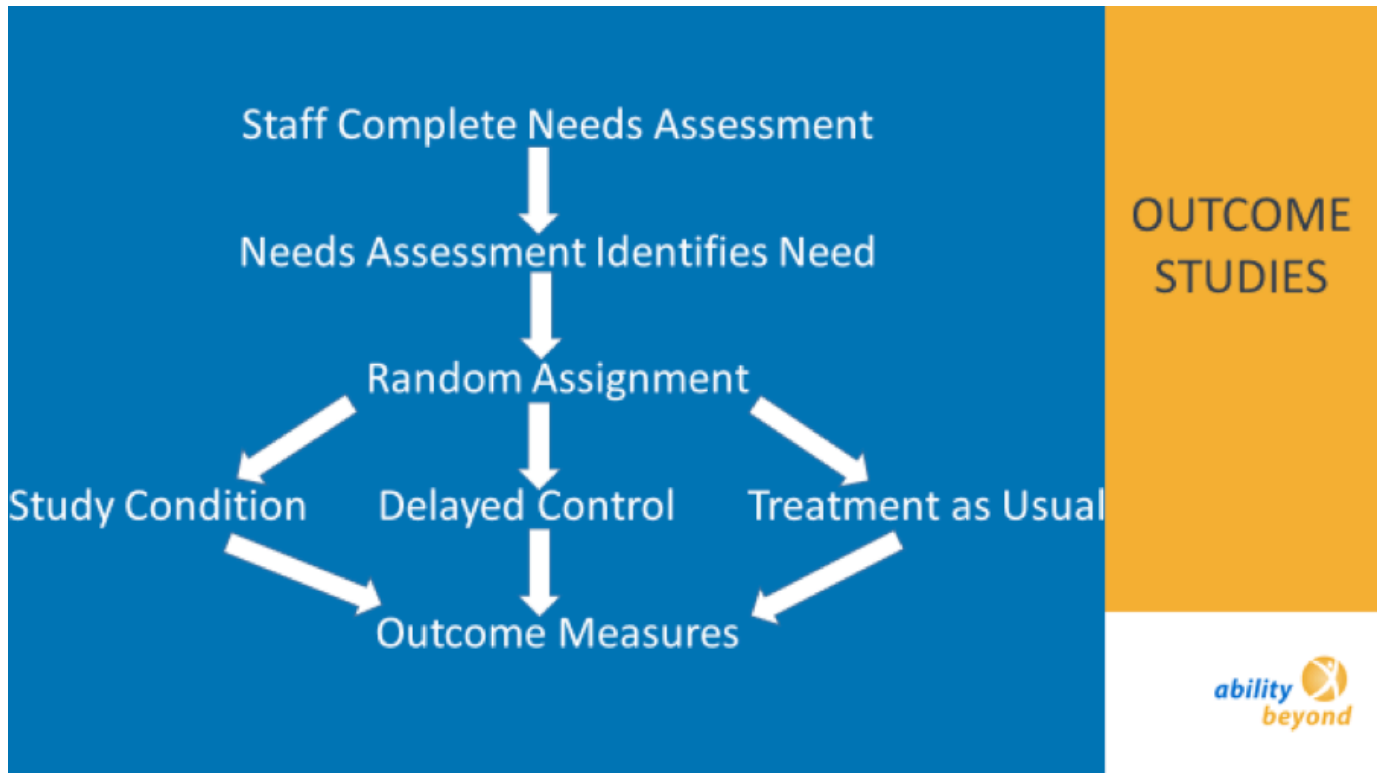 Staff Complete Needs Assessment
Needs Assessment Identifies Need
Random Assignment
Study Condition
Delayed Control
Treatment as Usual
Outcome Measures
OUTCOME
STUDIES
ability
beyond